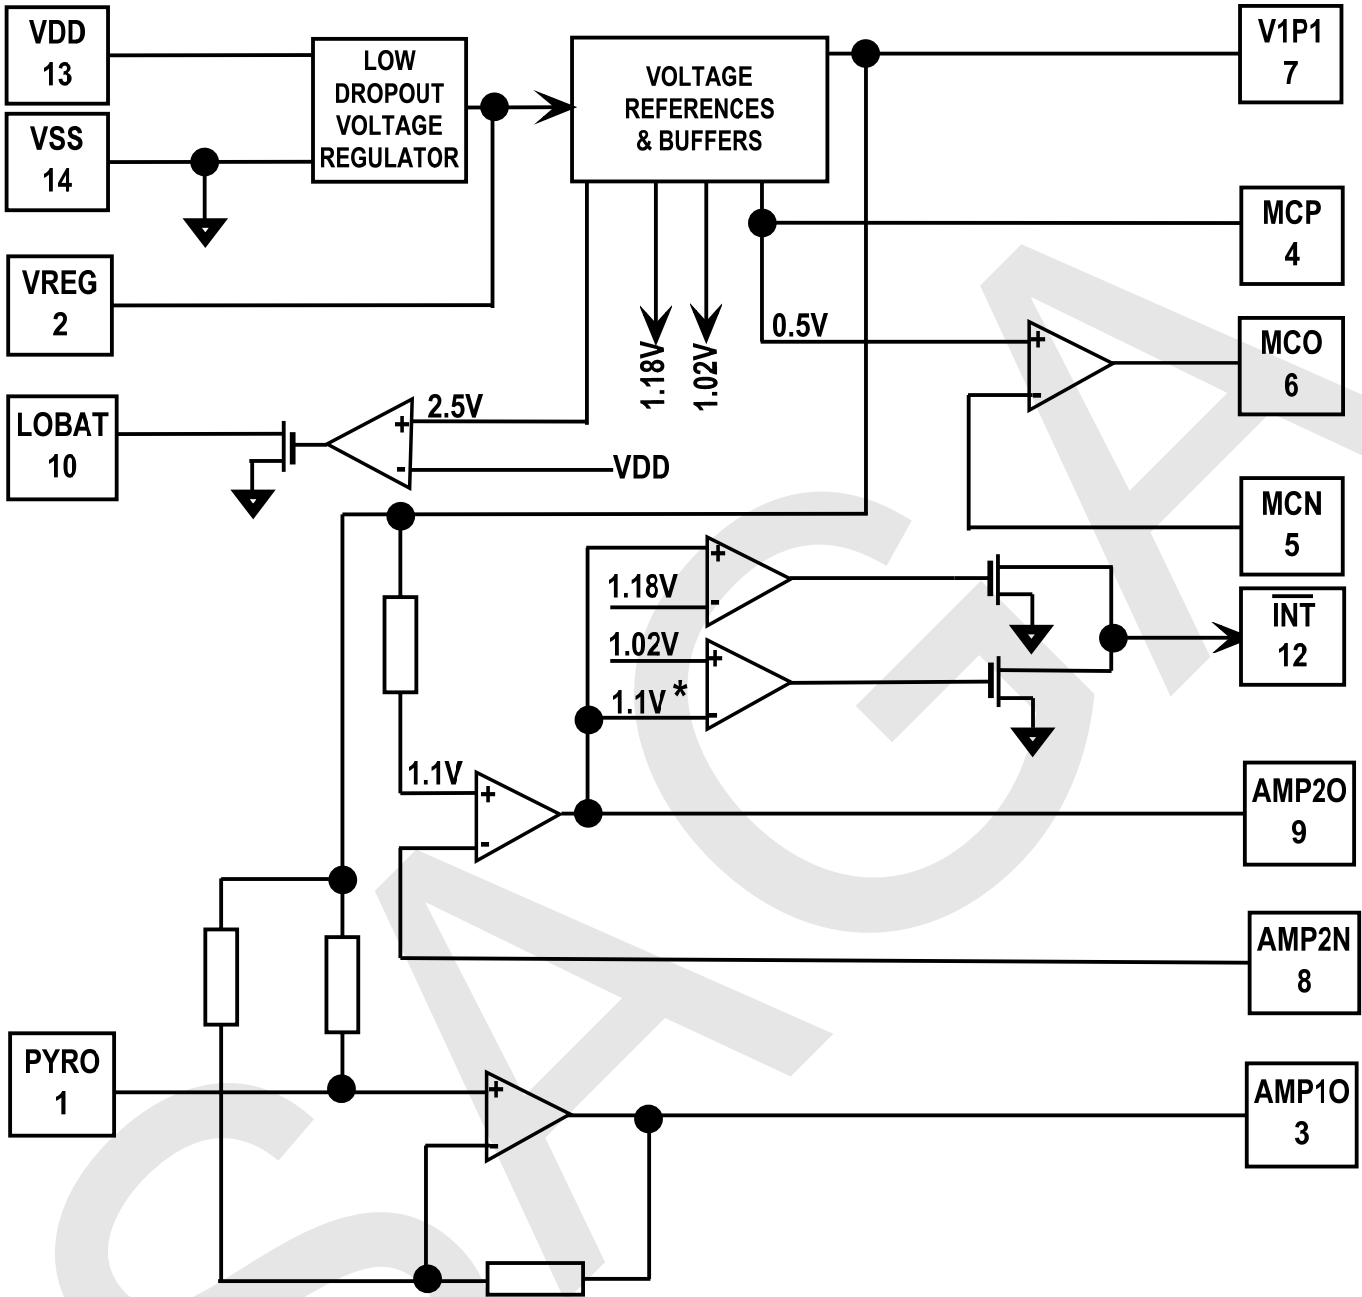 VDD
13
LOW
DROPOUT
VOLTAGE
REGULATOR
VOLTAGE
REFERENCES
& BUFFERS
V1P1
7
VSS
14
MCP
4
VREG
2
1.18V
1.02V
0.5V
+
-
MCO
6
LOBAT
10
2.5V
+
-
VDD
MCN
5
1.18V
+
-
INT
12
1.02V
1.1V *
+
-
1.1V
+
-
AMP2O
9
AMP2N
8
PYRO
1
+
-
AMP1O
3
SAGA